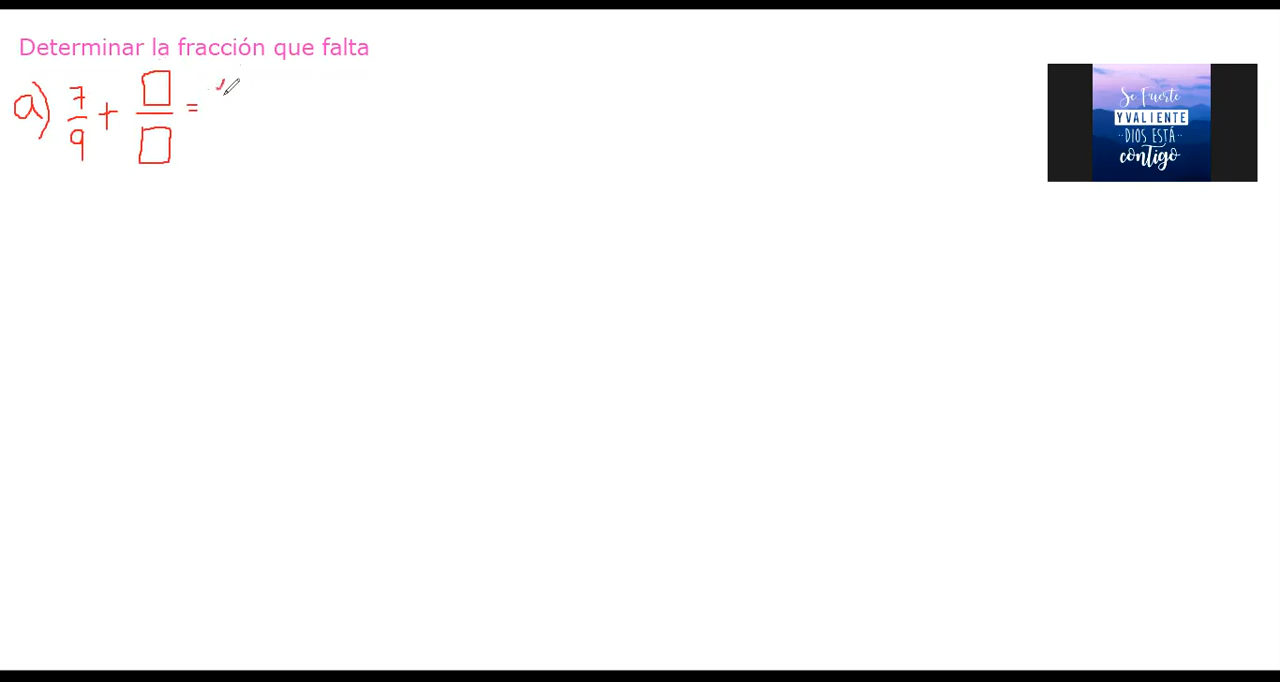 Determinar la fracción que falta
a) 7/9 + □/□ =
Se Fuerte
Y VALIENTE
DIOS ESTÁ
contigo